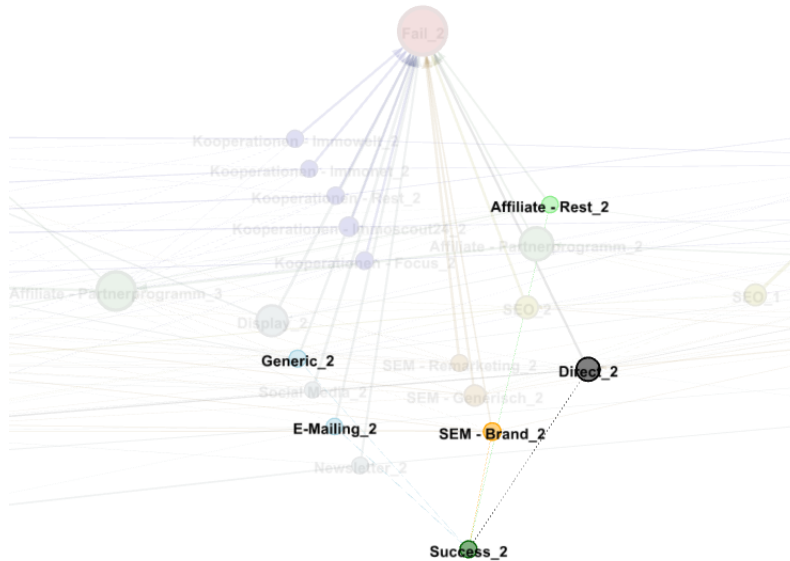 Fail_2
Kooperationen - Immowelt_2
Kooperationen - Immonet_2
Kooperationen - Rest_2
Affiliate - Rest_2
Kooperationen - Immoscout24_2
Affiliate - Partnerprogramm_2
Kooperationen - Focus_2
Affiliate - Partnerprogramm_3
SEO_1
SEO_2
Display_2
Generic_2
SEM - Remarketing_2
Direct_2
Social Media_2
SEM - Generisch_2
E-Mailing_2
SEM - Brand_2
Newsletter_2
Success_2